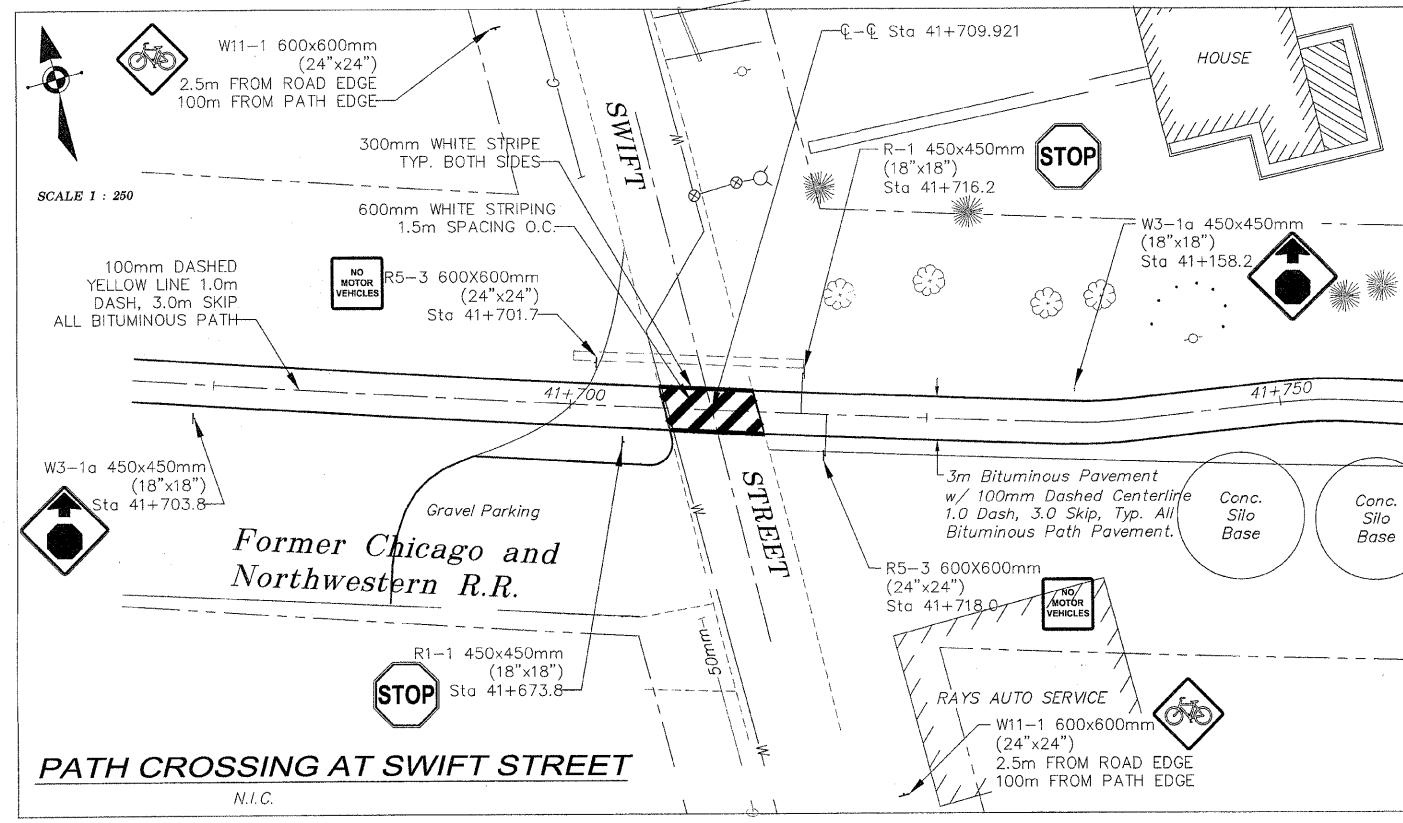 W11-1 600x600mm
(24"x24")
2.5m FROM ROAD EDGE
100m FROM PATH EDGE
℄-℄ Sta 41+709.921
HOUSE
SCALE 1 : 250
300mm WHITE STRIPE
TYP. BOTH SIDES
600mm WHITE STRIPING
1.5m SPACING O.C.
SWIFT
R-1 450x450mm
(18"x18")
Sta 41+716.2
STOP
W3-1a 450x450mm
(18"x18")
Sta 41+158.2
100mm DASHED
YELLOW LINE 1.0m
DASH, 3.0m SKIP
ALL BITUMINOUS PATH
NO
MOTOR
VEHICLES
R5-3 600X600mm
(24"x24")
Sta 41+701.7
G
W
41+700
41+750
W3-1a 450x450mm
(18"x18")
Sta 41+703.8
Gravel Parking
Former Chicago and
Northwestern R.R.
W
STREET
3m Bituminous Pavement
w/ 100mm Dashed Centerline
1.0 Dash, 3.0 Skip, Typ. All
Bituminous Path Pavement.
Conc.
Silo
Base
Conc.
Silo
Base
R5-3 600X600mm
(24"x24")
Sta 41+718.0
NO
MOTOR
VEHICLES
R1-1 450x450mm
(18"x18")
Sta 41+673.8
STOP
50mm
W
G
RAYS AUTO SERVICE
W11-1 600x600mm
(24"x24")
2.5m FROM ROAD EDGE
100m FROM PATH EDGE
PATH CROSSING AT SWIFT STREET
N.I.C.